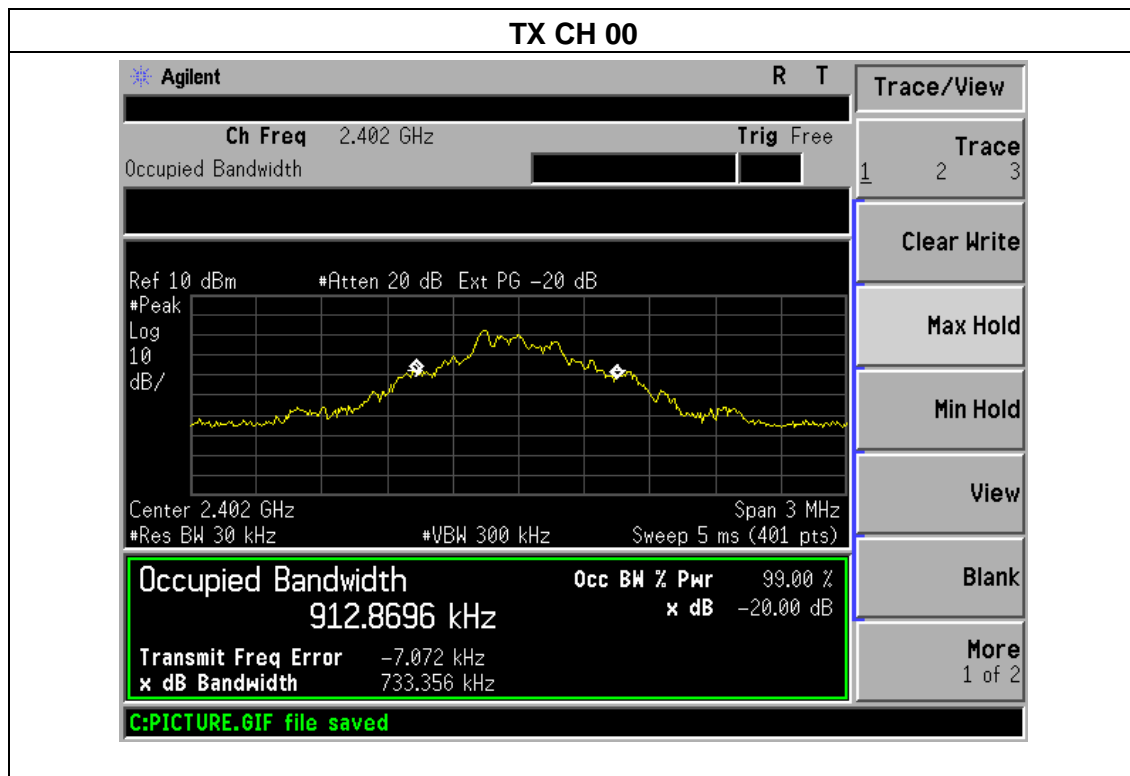 TX CH 00
Agilent R T
Trace/View
Ch Freq 2.402 GHz Trig Free
Occupied Bandwidth
Trace
1 2 3
Clear Write
Ref 10 dBm #Atten 20 dB Ext PG -20 dB
#Peak
Log
10
dB/
Max Hold
Min Hold
View
Center 2.402 GHz Span 3 MHz
#Res BW 30 kHz #VBW 300 kHz Sweep 5 ms (401 pts)
Occupied Bandwidth Occ BW % Pwr 99.00 %
912.8696 kHz x dB -20.00 dB
Blank
Transmit Freq Error -7.072 kHz
x dB Bandwidth 733.356 kHz
More
1 of 2
C:PICTURE.GIF file saved